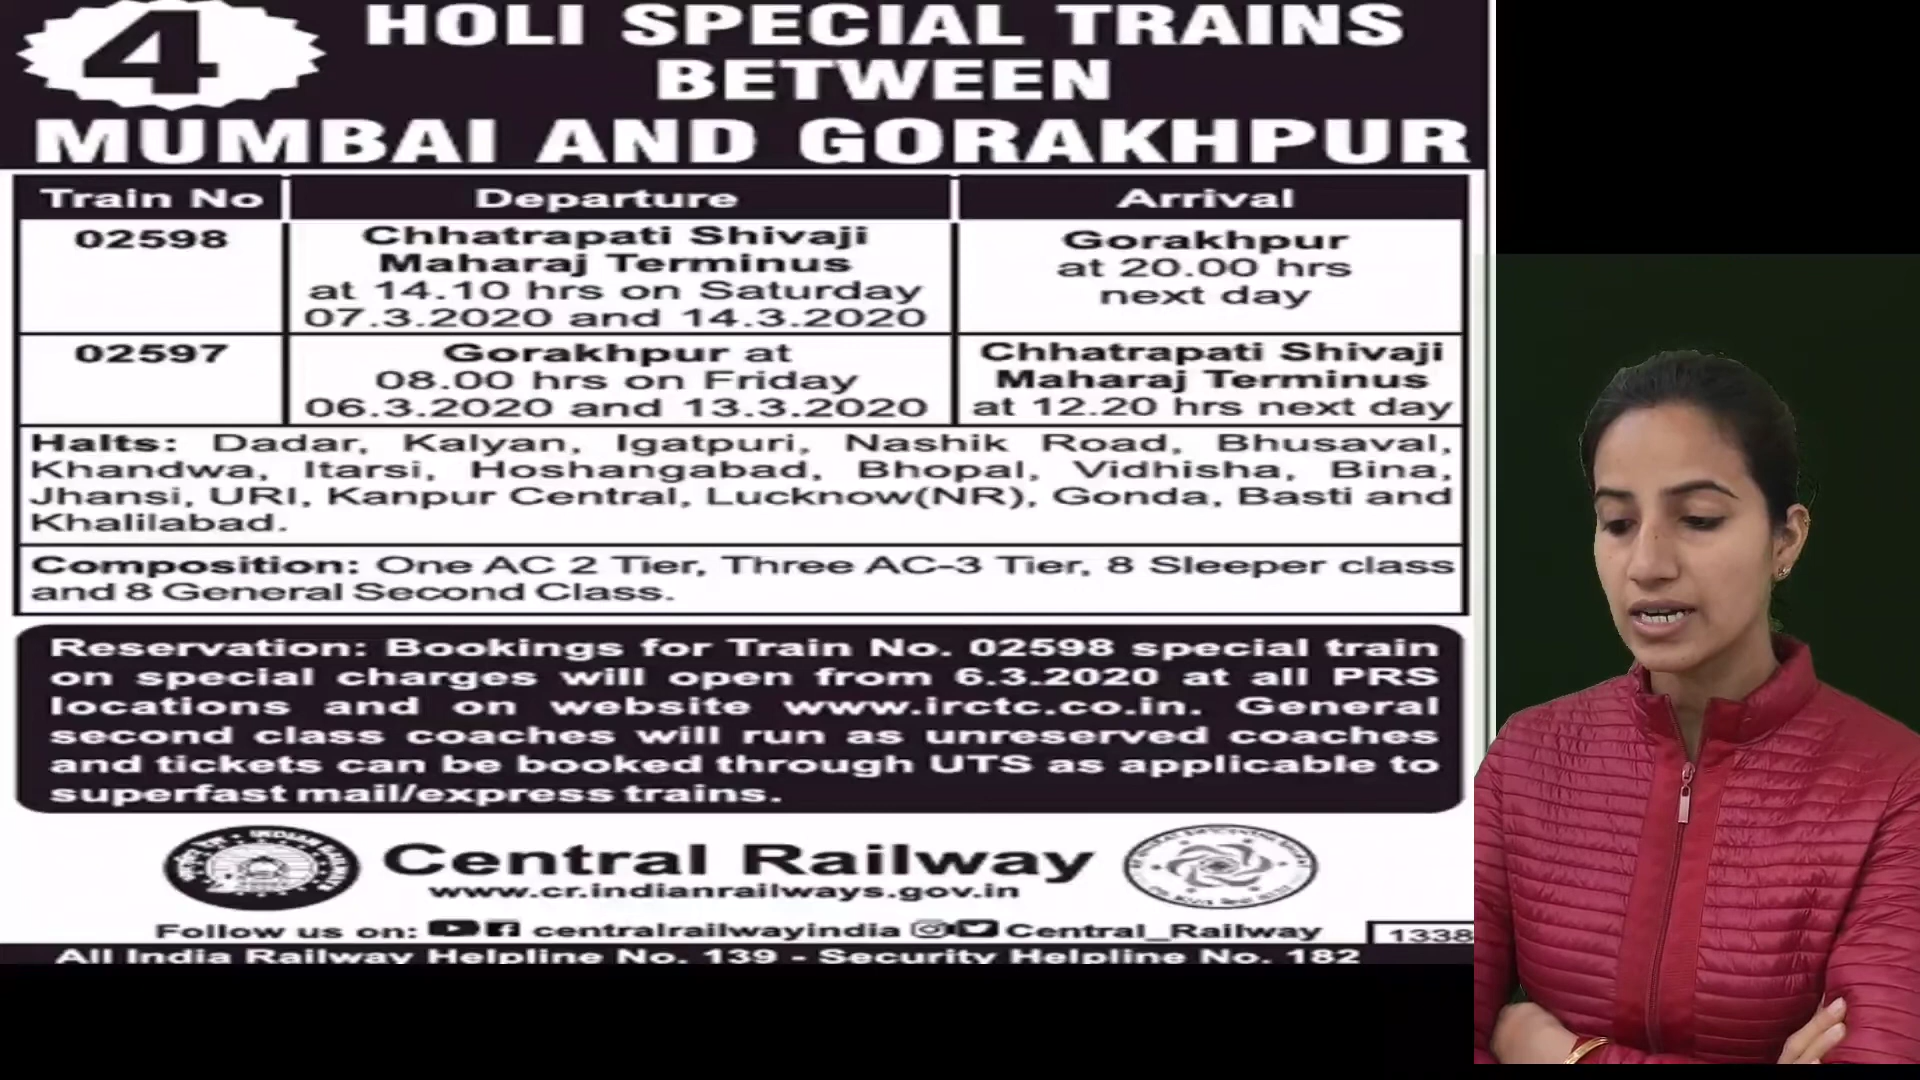 4 HOLI SPECIAL TRAINS
BETWEEN
MUMBAI AND GORAKHPUR
Train No Departure Arrival
02598 Chhatrapati Shivaji
Maharaj Terminus
at 14.10 hrs on Saturday
07.3.2020 and 14.3.2020
Gorakhpur
at 20.00 hrs
next day
02597 Gorakhpur at
08.00 hrs on Friday
06.3.2020 and 13.3.2020
Chhatrapati Shivaji
Maharaj Terminus
at 12.20 hrs next day
Halts: Dadar, Kalyan, Igatpuri, Nashik Road, Bhusaval,
Khandwa, Itarsi, Hoshangabad, Bhopal, Vidhisha, Bina,
Jhansi, URI, Kanpur Central, Lucknow(NR), Gonda, Basti and
Khalilabad.
Composition: One AC 2 Tier, Three AC-3 Tier, 8 Sleeper class
and 8 General Second Class.
Reservation: Bookings for Train No. 02598 special train
on special charges will open from 6.3.2020 at all PRS
locations and on website www.irctc.co.in. General
second class coaches will run as unreserved coaches
and tickets can be booked through UTS as applicable to
superfast mail/express trains.
Central Railway
www.cr.indianrailways.gov.in
Follow us on: centralrailwayindia Central_Railway
1338
All India Railway Helpline No. 139 - Security Helpline No. 182